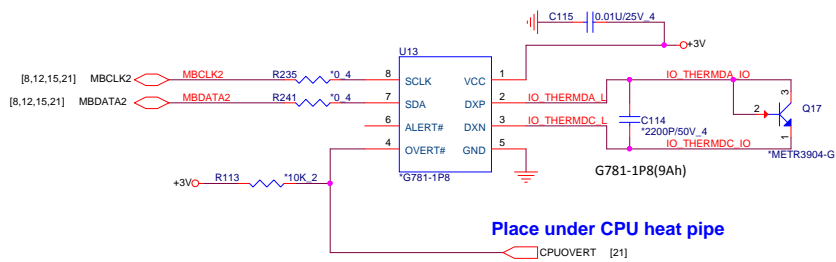 C115 0.01U/25V_4
+3V
U13
[8,12,15,21] MBCLK2 MBCLK2 R235 *0_4 8 SCLK VCC 1
[8,12,15,21] MBDATA2 MBDATA2 R241 *0_4 7 SDA DXP 2 IO_THERMDA_L IO_THERMDA_IO
6 ALERT# DXN 3 IO_THERMDC_L IO_THERMDC_IO
4 OVERT# GND 5
*G781-1P8
C114
*2200P/50V_4
3
2 Q17
1
*METR3904-G
G781-1P8(9Ah)
+3V R113 *10K_2
Place under CPU heat pipe
CPUOVERT [21]